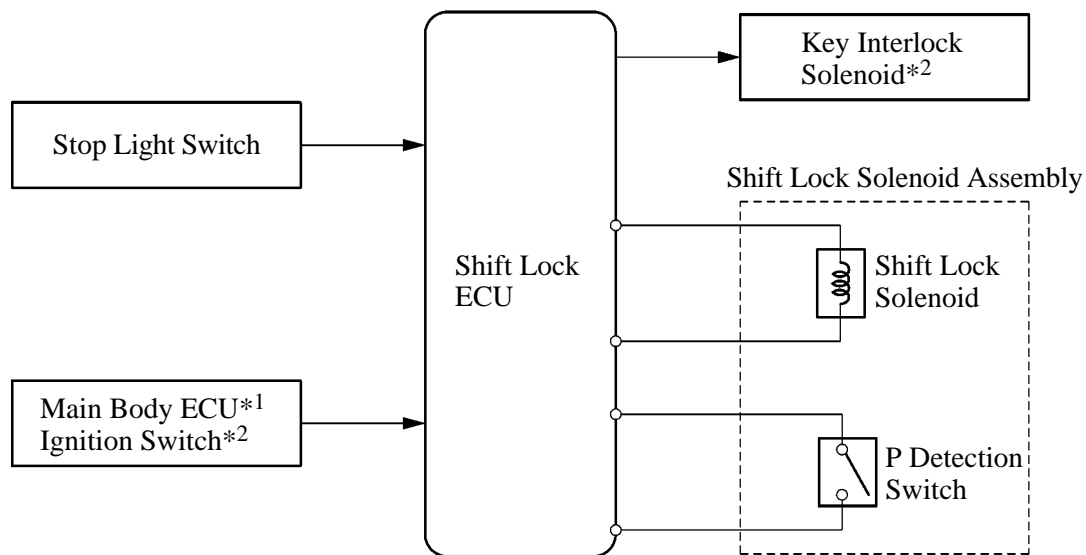 Key Interlock
Solenoid*2
Stop Light Switch
Shift Lock Solenoid Assembly
Shift Lock
ECU
Shift Lock
Solenoid
Main Body ECU*1
Ignition Switch*2
P Detection
Switch